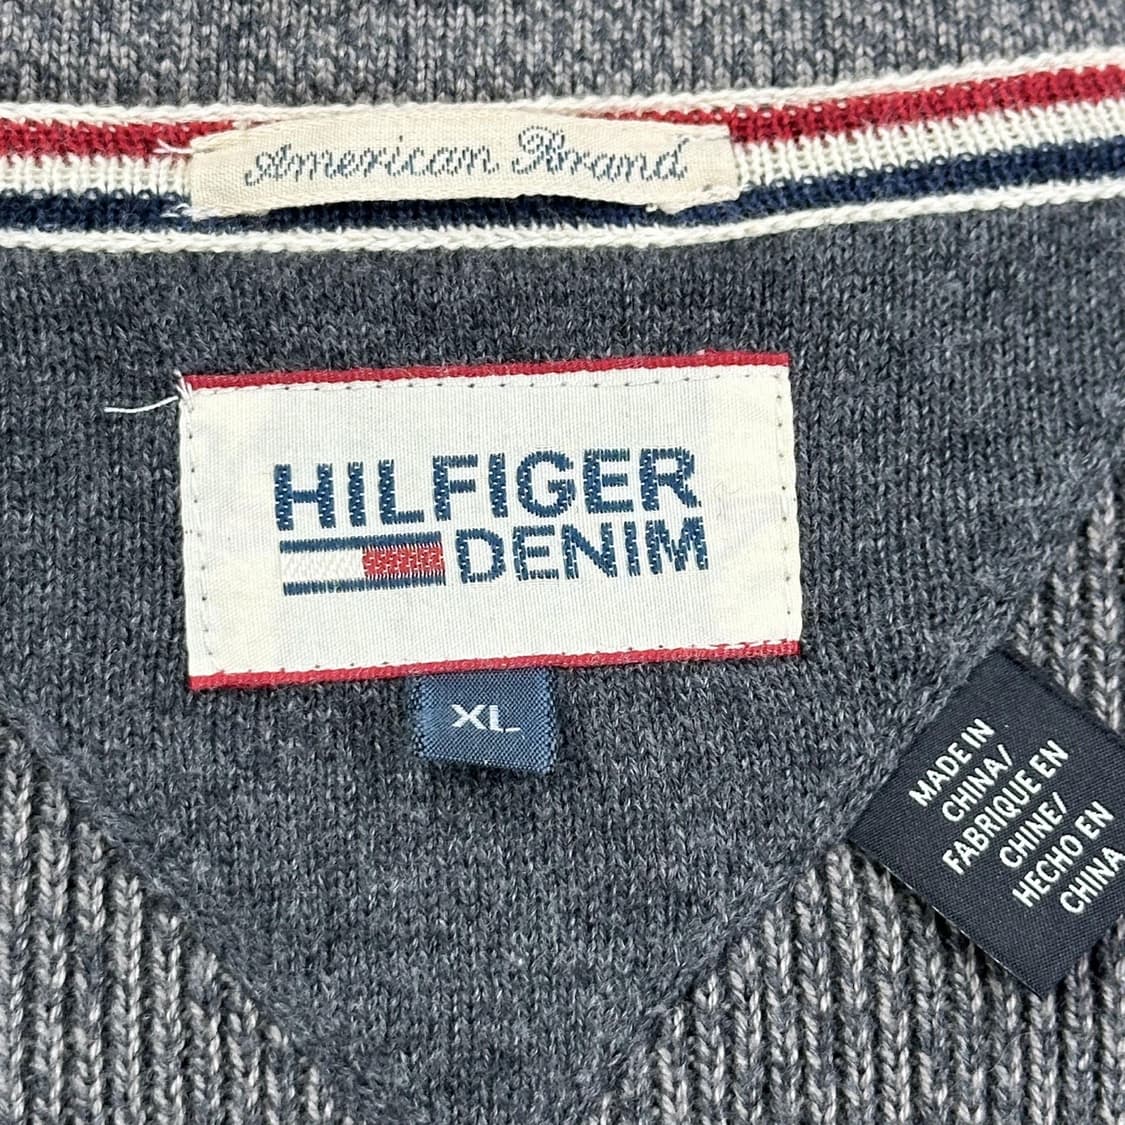 American Brand
HILFIGER
DENIM
XL
MADE IN
CHINA/
FABRIQUE EN
CHINE/
HECHO EN
CHINA